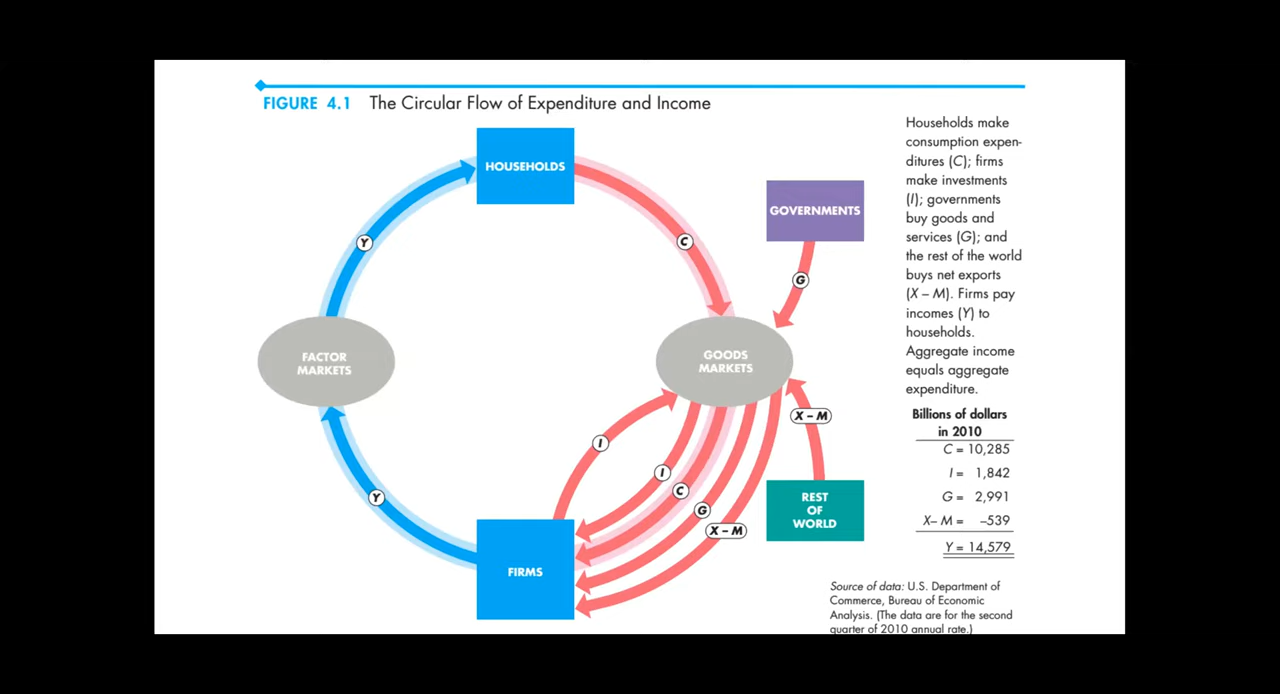 FIGURE 4.1 The Circular Flow of Expenditure and Income
HOUSEHOLDS
GOVERNMENTS
Y
C
G
FACTOR
MARKETS
GOODS
MARKETS
X – M
I
I
C
G
X – M
Y
FIRMS
REST
OF
WORLD
Households make
consumption expen-
ditures (C); firms
make investments
(I); governments
buy goods and
services (G); and
the rest of the world
buys net exports
(X – M). Firms pay
incomes (Y) to
households.
Aggregate income
equals aggregate
expenditure.
Billions of dollars
in 2010
C = 10,285
I = 1,842
G = 2,991
X– M = –539
Y = 14,579
Source of data: U.S. Department of
Commerce, Bureau of Economic
Analysis. (The data are for the second
quarter of 2010 annual rate.)